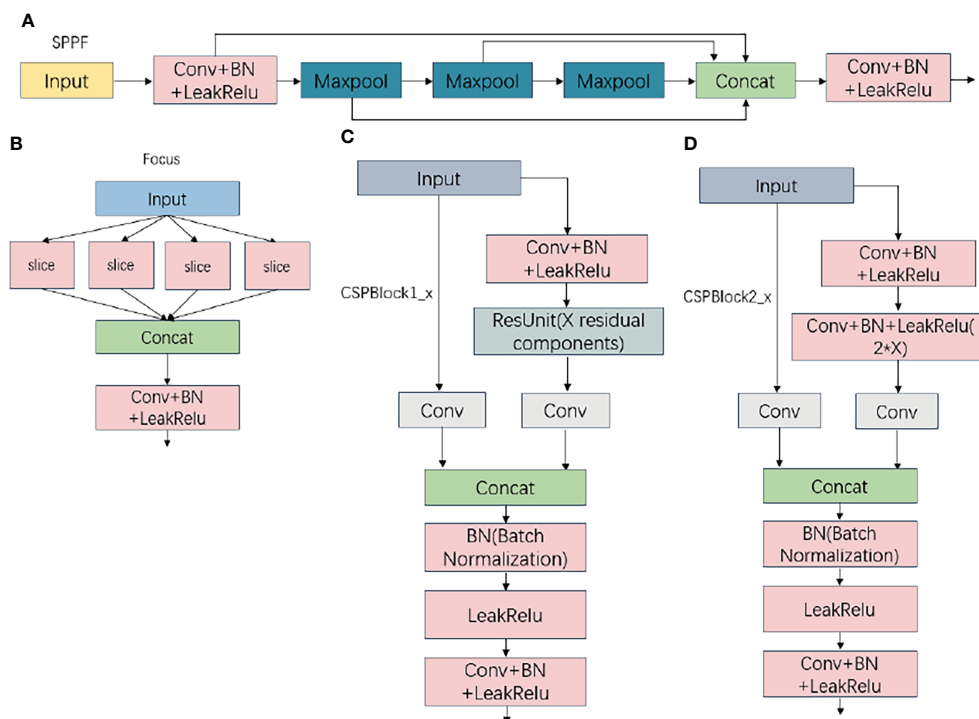 A
SPPF
Input
Conv+BN
+LeakRelu
Maxpool
Maxpool
Maxpool
Concat
Conv+BN
+LeakRelu
B
Focus
Input
slice
slice
slice
slice
Concat
Conv+BN
+LeakRelu
C
Input
Conv+BN
+LeakRelu
CSPBlock1_x
ResUnit(X residual
components)
Conv
Conv
Concat
BN(Batch
Normalization)
LeakRelu
Conv+BN
+LeakRelu
D
Input
Conv+BN
+LeakRelu
CSPBlock2_x
Conv+BN+LeakRelu(
2*X)
Conv
Conv
Concat
BN(Batch
Normalization)
LeakRelu
Conv+BN
+LeakRelu